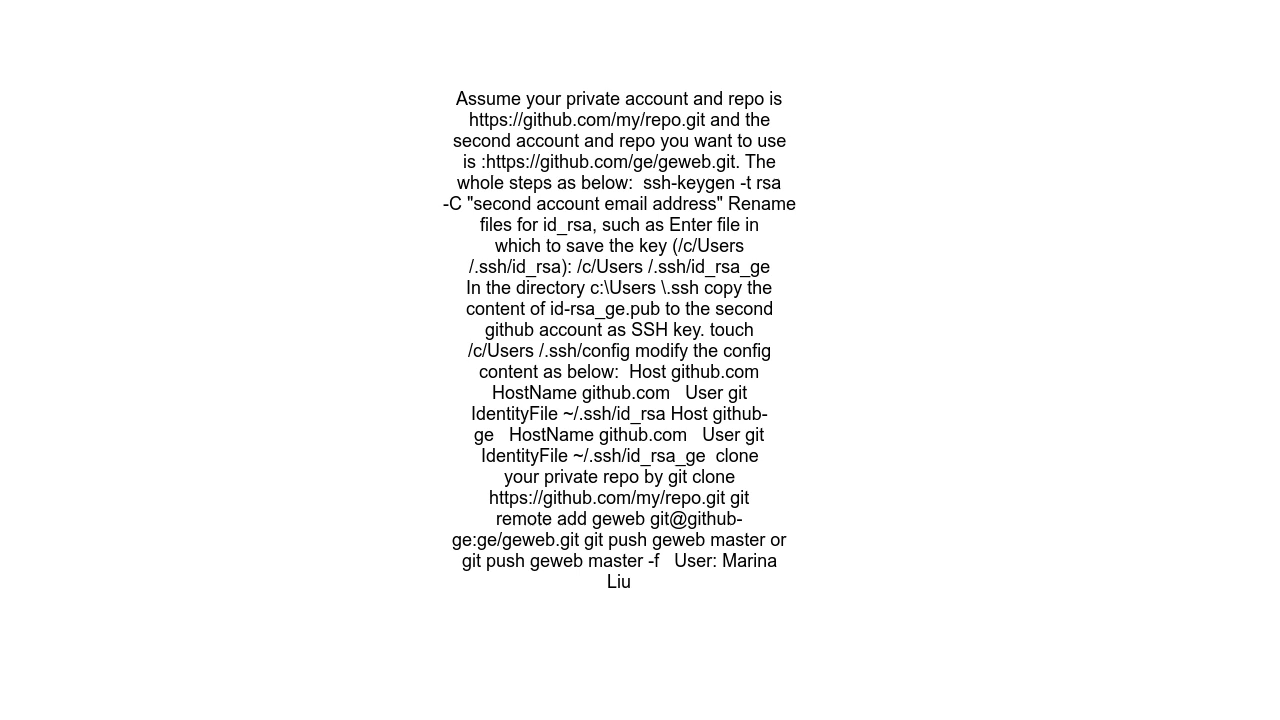 Assume your private account and repo is
https://github.com/my/repo.git and the
second account and repo you want to use
is :https://github.com/ge/geweb.git. The
whole steps as below:  ssh-keygen -t rsa
-C "second account email address" Rename
files for id_rsa, such as Enter file in
which to save the key (/c/Users
/.ssh/id_rsa): /c/Users /.ssh/id_rsa_ge
In the directory c:\Users \.ssh copy the
content of id-rsa_ge.pub to the second
github account as SSH key. touch
/c/Users /.ssh/config modify the config
content as below:  Host github.com
HostName github.com   User git
IdentityFile ~/.ssh/id_rsa Host github-
ge   HostName github.com   User git
IdentityFile ~/.ssh/id_rsa_ge  clone
your private repo by git clone
https://github.com/my/repo.git git
remote add geweb git@github-
ge:ge/geweb.git git push geweb master or
git push geweb master -f   User: Marina
Liu